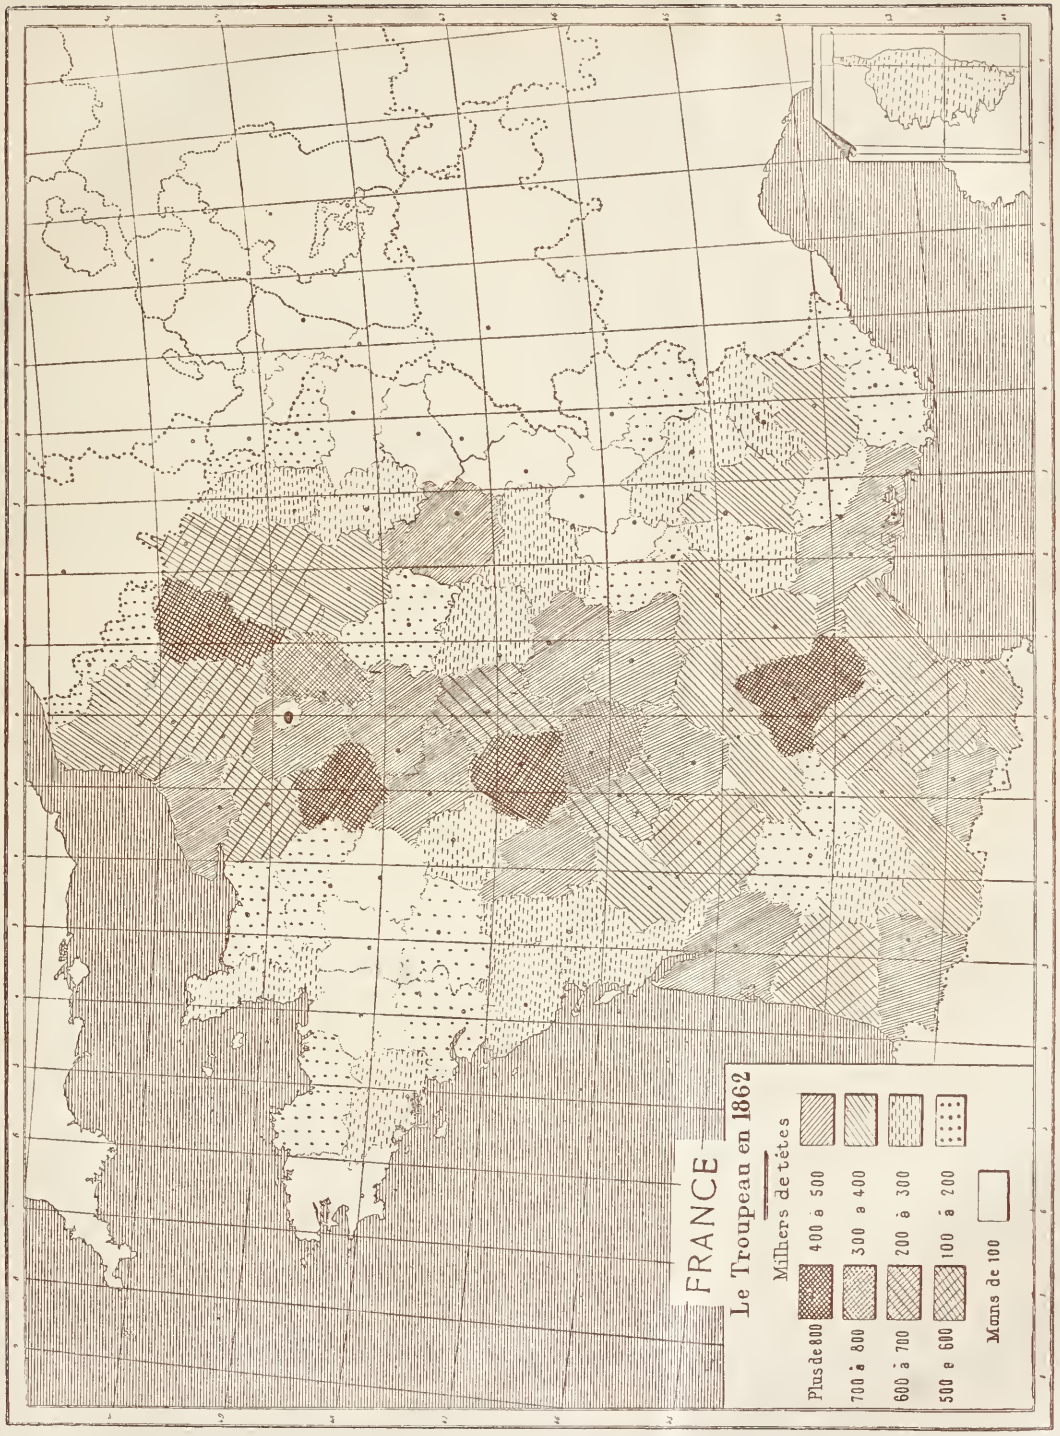 FRANCE
Le Troupeau en 1862
Milliers de têtes
Plus de 800
700 à 800
600 à 700
500 à 600
400 à 500
300 à 400
200 à 300
100 à 200
Moins de 100